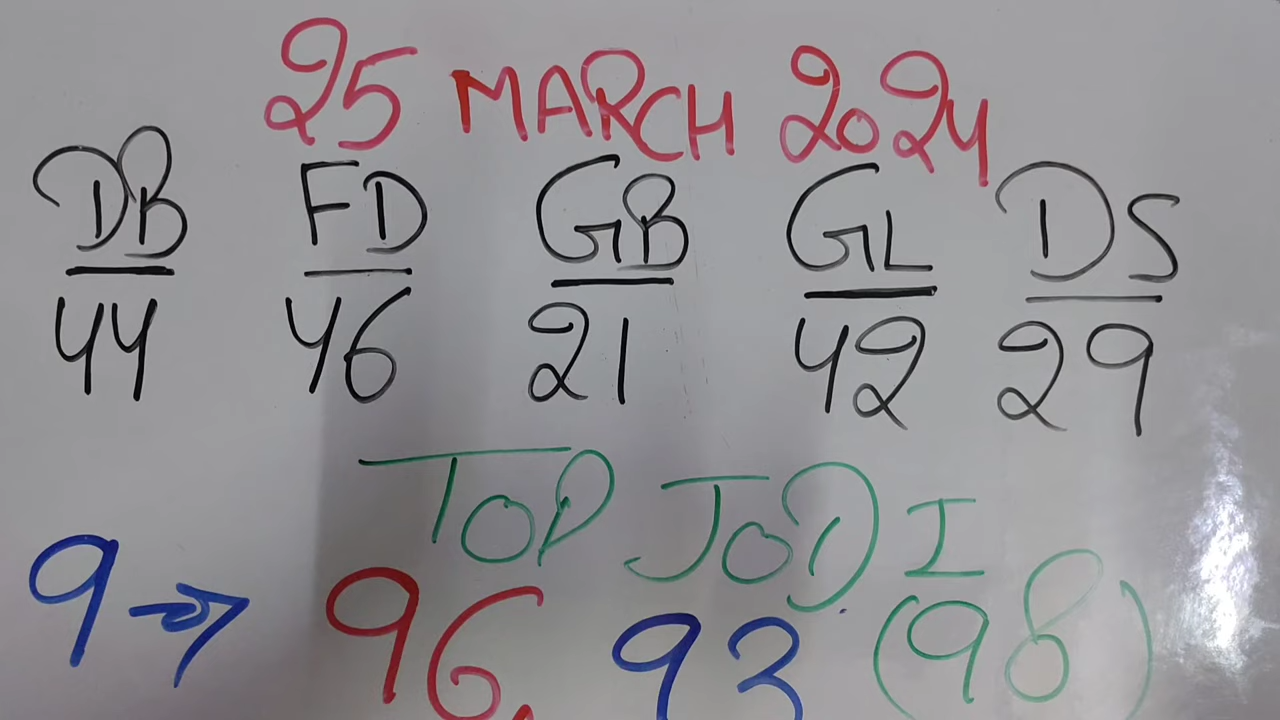 25 MARCH 2024
DB FD GB GL DS
44 46 21 42 29
TOP JODI
9 → 96, 93 (98)